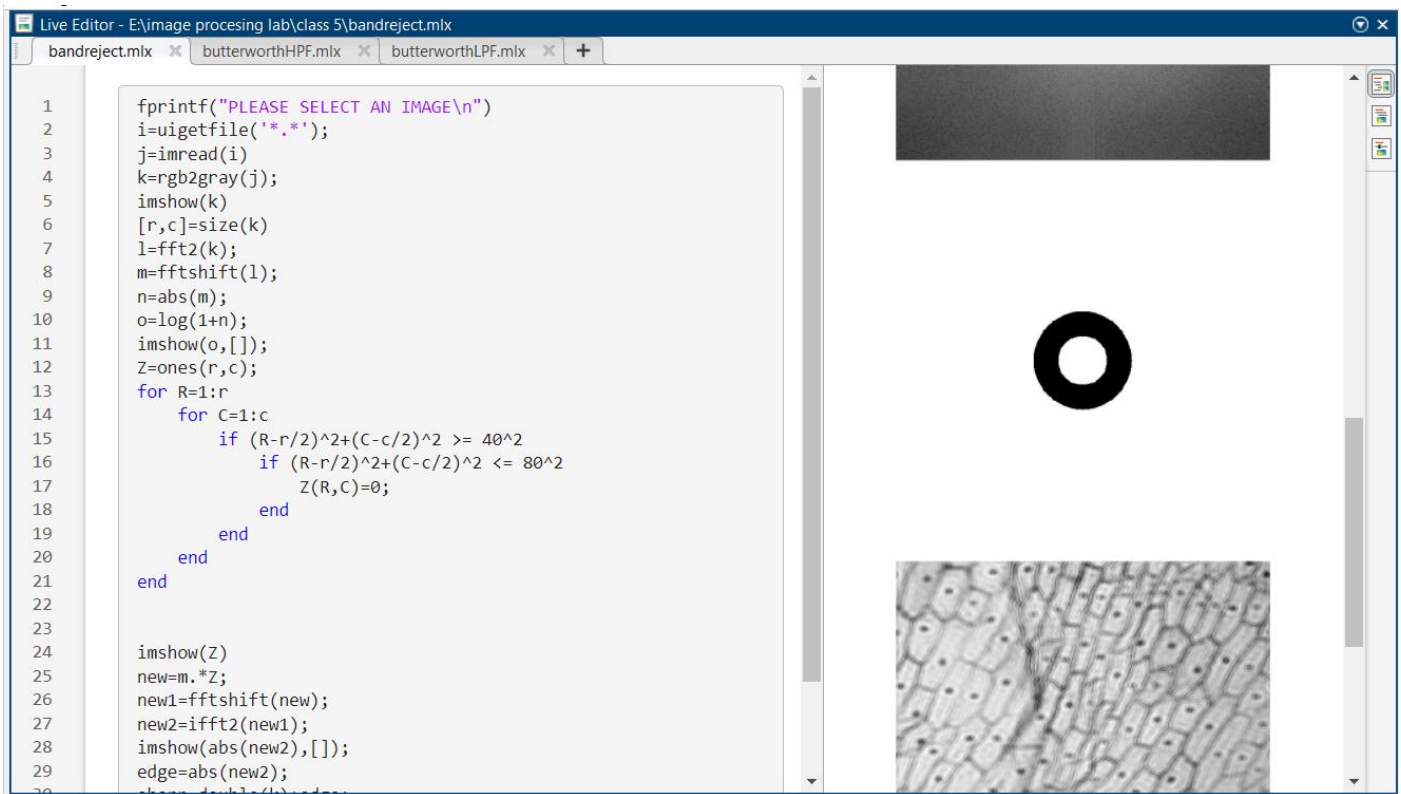 Live Editor - E:\image procesing lab\class 5\bandreject.mlx
bandreject.mlx butterworthHPF.mlx butterworthLPF.mlx
1 fprintf("PLEASE SELECT AN IMAGE\n")
2 i=uigetfile('*.*');
3 j=imread(i)
4 k=rgb2gray(j);
5 imshow(k)
6 [r,c]=size(k)
7 l=fft2(k);
8 m=fftshift(l);
9 n=abs(m);
10 o=log(1+n);
11 imshow(o,[]);
12 Z=ones(r,c);
13 for R=1:r
14 for C=1:c
15 if (R-r/2)^2+(C-c/2)^2 >= 40^2
16 if (R-r/2)^2+(C-c/2)^2 <= 80^2
17 Z(R,C)=0;
18 end
19 end
20 end
21 end
22
23
24 imshow(Z)
25 new=m.*Z;
26 new1=fftshift(new);
27 new2=ifft2(new1);
28 imshow(abs(new2),[]);
29 edge=abs(new2);